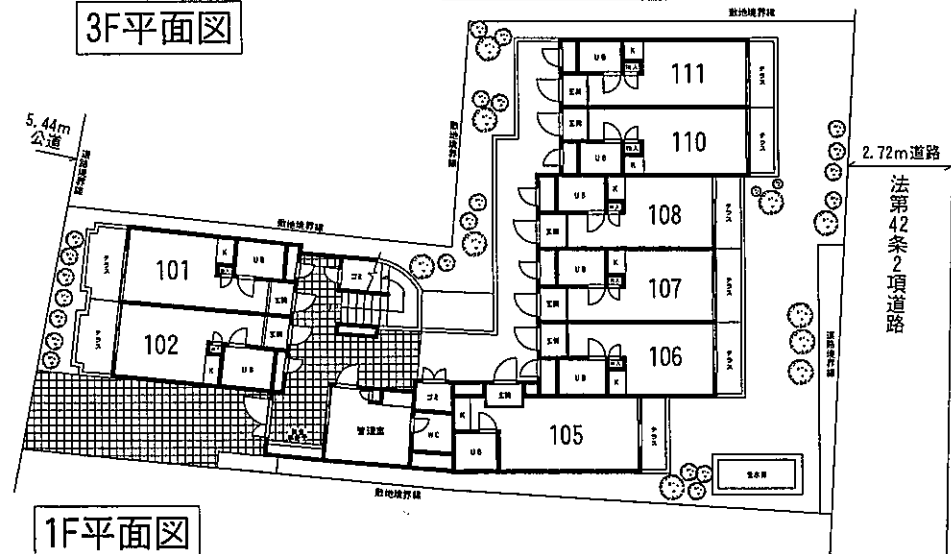 敷地境界線
3F平面図
5.44m
公道
道路境界線
敷地境界線
UB
K
物入
111
テラス
玄関
玄関
110
テラス
UB
物入
K
2.72m道路
法第42条2項道路
敷地境界線
UB
K
108
テラス
玄関
UB
K
107
テラス
玄関
玄関
106
テラス
UB
物入
K
テラス
101
K
UB
玄関
ゴミ
テラス
102
玄関
K
UB
道路境界線
ゴミ
玄関
管理室
WC
K
UB
105
テラス
敷地境界線
1F平面図